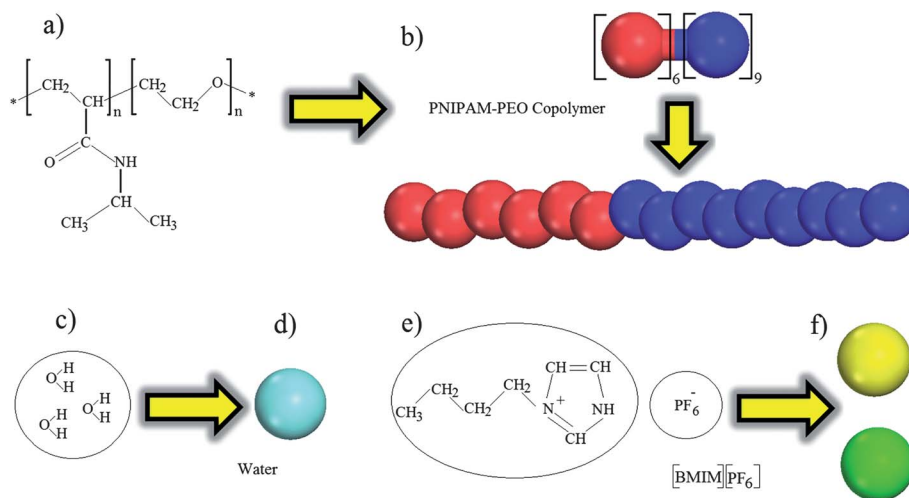 a)
b)
[ ]6[ ]9
PNIPAM-PEO Copolymer
* CH2 CH n CH2 CH2 O n *
C
O NH
CH
CH3 CH3
c)
d)
e)
f)
O H H
O H H
O H H
Water
CH3 CH2 CH2 CH2 N+ CH CH NH CH
PF6-
[BMIM][PF6]